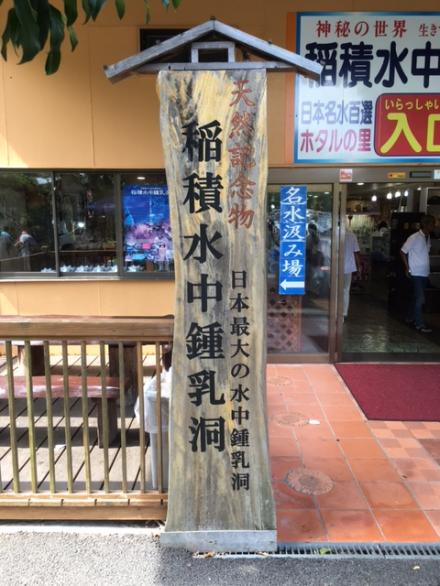 天然記念物
稲積水中鍾乳洞
日本最大の水中鍾乳洞
名水汲み場
神秘の世界 生き
稲積水中
日本名水百選
ホタルの里
いらっしゃい
入口